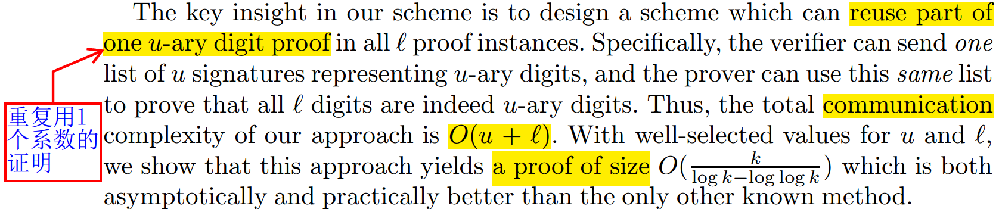 The key insight in our scheme is to design a scheme which can reuse part of
one u-ary digit proof in all ℓ proof instances. Specifically, the verifier can send one
list of u signatures representing u-ary digits, and the prover can use this same list
to prove that all ℓ digits are indeed u-ary digits. Thus, the total communication
complexity of our approach is O(u + ℓ). With well-selected values for u and ℓ,
we show that this approach yields a proof of size O(\frac{k}{\log k - \log \log k}) which is both
asymptotically and practically better than the only other known method.
重复用1
个系数的
证明